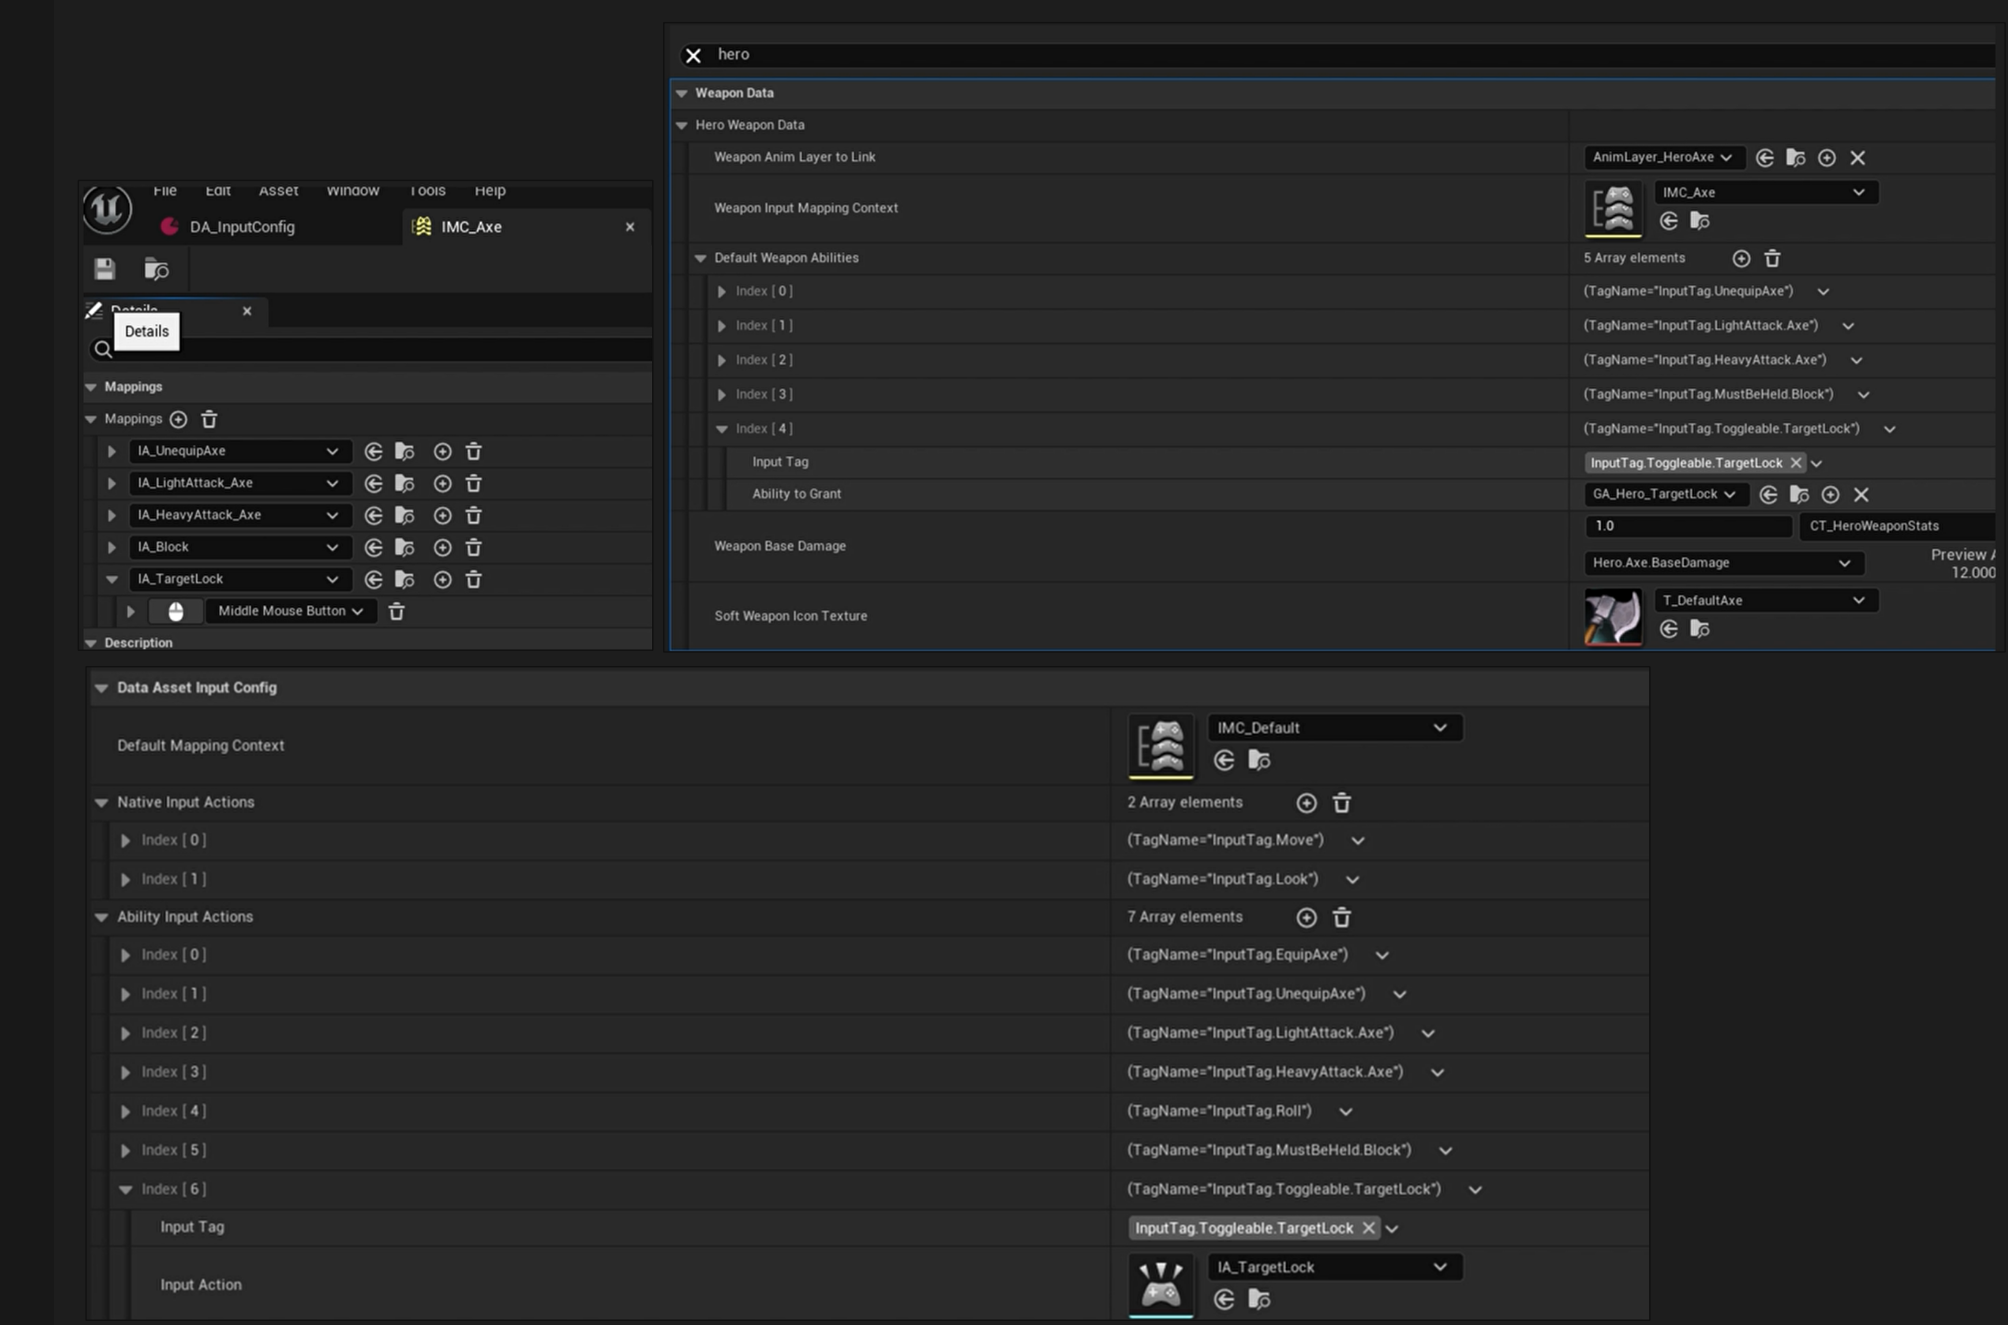 File Edit Asset Window Tools Help
DA_InputConfig IMC_Axe
Details
Details
Mappings
Mappings
IA_UnequipAxe
IA_LightAttack_Axe
IA_HeavyAttack_Axe
IA_Block
IA_TargetLock
Middle Mouse Button
Description
hero
Weapon Data
Hero Weapon Data
Weapon Anim Layer to Link AnimLayer_HeroAxe
Weapon Input Mapping Context IMC_Axe
Default Weapon Abilities 5 Array elements
Index [ 0 ] (TagName="InputTag.UnequipAxe")
Index [ 1 ] (TagName="InputTag.LightAttack.Axe")
Index [ 2 ] (TagName="InputTag.HeavyAttack.Axe")
Index [ 3 ] (TagName="InputTag.MustBeHeld.Block")
Index [ 4 ] (TagName="InputTag.Toggleable.TargetLock")
Input Tag InputTag.Toggleable.TargetLock
Ability to Grant GA_Hero_TargetLock
1.0 CT_HeroWeaponStats
Weapon Base Damage
Hero.Axe.BaseDamage
Preview A
12.000
Soft Weapon Icon Texture T_DefaultAxe
Data Asset Input Config
Default Mapping Context IMC_Default
Native Input Actions 2 Array elements
Index [ 0 ] (TagName="InputTag.Move")
Index [ 1 ] (TagName="InputTag.Look")
Ability Input Actions 7 Array elements
Index [ 0 ] (TagName="InputTag.EquipAxe")
Index [ 1 ] (TagName="InputTag.UnequipAxe")
Index [ 2 ] (TagName="InputTag.LightAttack.Axe")
Index [ 3 ] (TagName="InputTag.HeavyAttack.Axe")
Index [ 4 ] (TagName="InputTag.Roll")
Index [ 5 ] (TagName="InputTag.MustBeHeld.Block")
Index [ 6 ] (TagName="InputTag.Toggleable.TargetLock")
Input Tag InputTag.Toggleable.TargetLock
Input Action IA_TargetLock